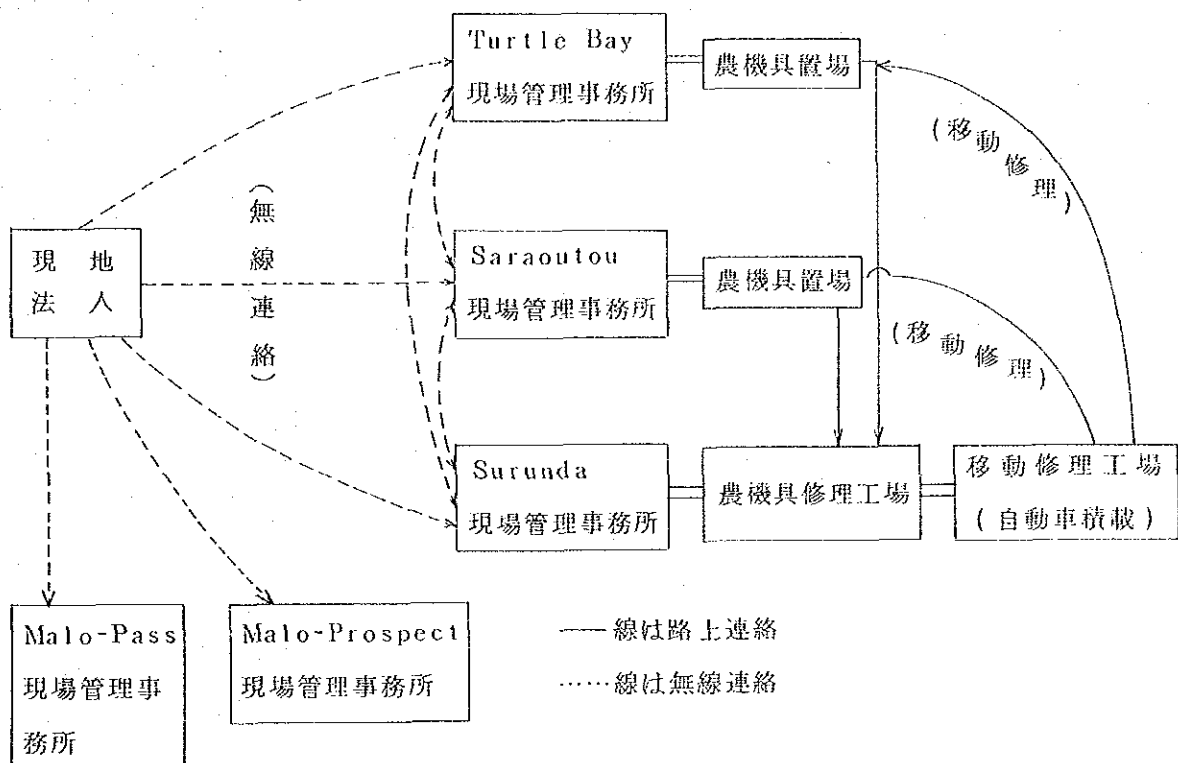 Turtle Bay
現場管理事務所
農機具置場
(移動修理)
(無線連絡)
現地
法人
Saraoutou
現場管理事務所
農機具置場
(移動修理)
Surunda
現場管理事務所
農機具修理工場
移動修理工場
(自動車積載)
Malo-Pass
現場管理事
務所
Malo-Prospect
現場管理事務所
——線は路上連絡
……線は無線連絡